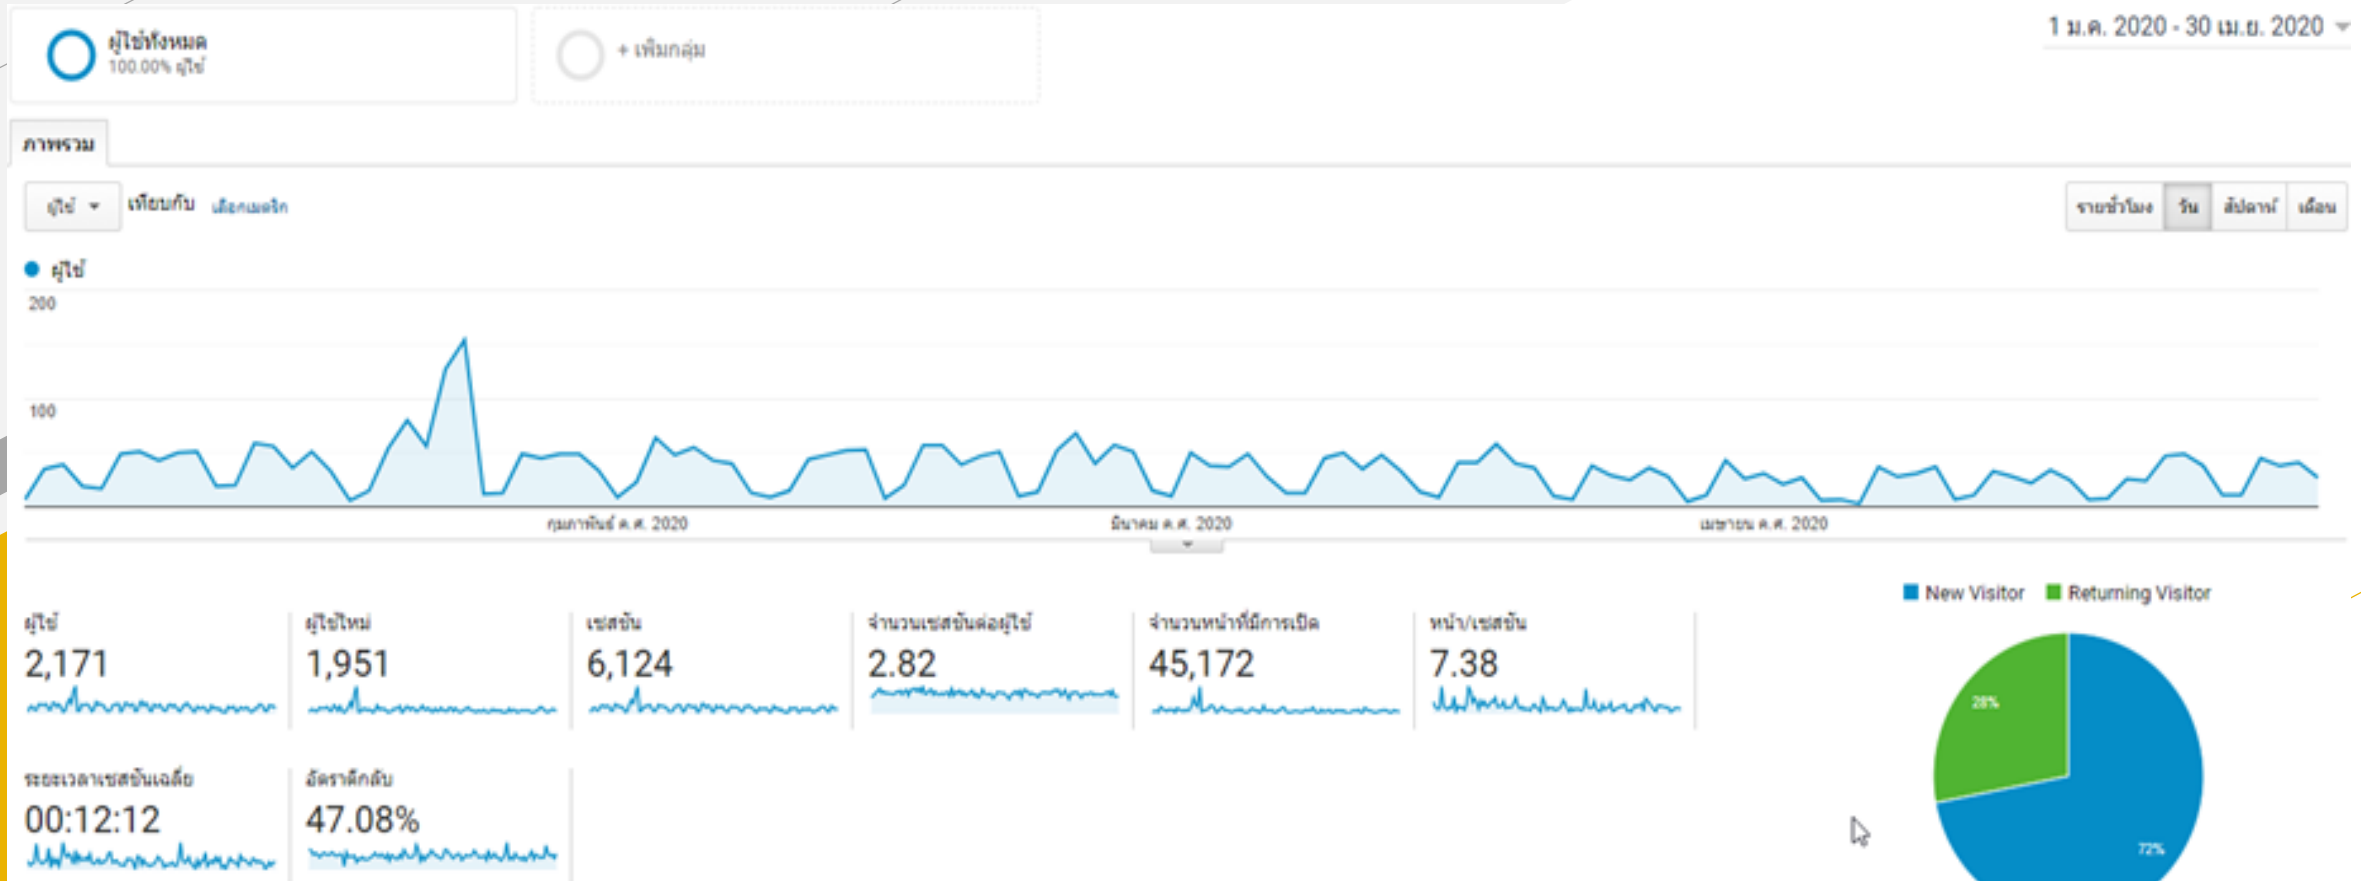 ผู้ใช้ทั้งหมด
100.00% ผู้ใช้
+ เพิ่มกลุ่ม
1 ม.ค. 2020 - 30 เม.ย. 2020
ภาพรวม
ผู้ใช้ เทียบกับ เลือกเมตริก
รายชั่วโมง วัน สัปดาห์ เดือน
ผู้ใช้
200
100
กุมภาพันธ์ ค.ศ. 2020 มีนาคม ค.ศ. 2020 เมษายน ค.ศ. 2020
New Visitor Returning Visitor
ผู้ใช้
2,171
ผู้ใช้ใหม่
1,951
เซสชัน
6,124
จำนวนเซสชันต่อผู้ใช้
2.82
จำนวนหน้าที่มีการเปิด
45,172
หน้า/เซสชัน
7.38
ระยะเวลาเซสชันเฉลี่ย
00:12:12
อัตราตีกลับ
47.08%
28%
72%